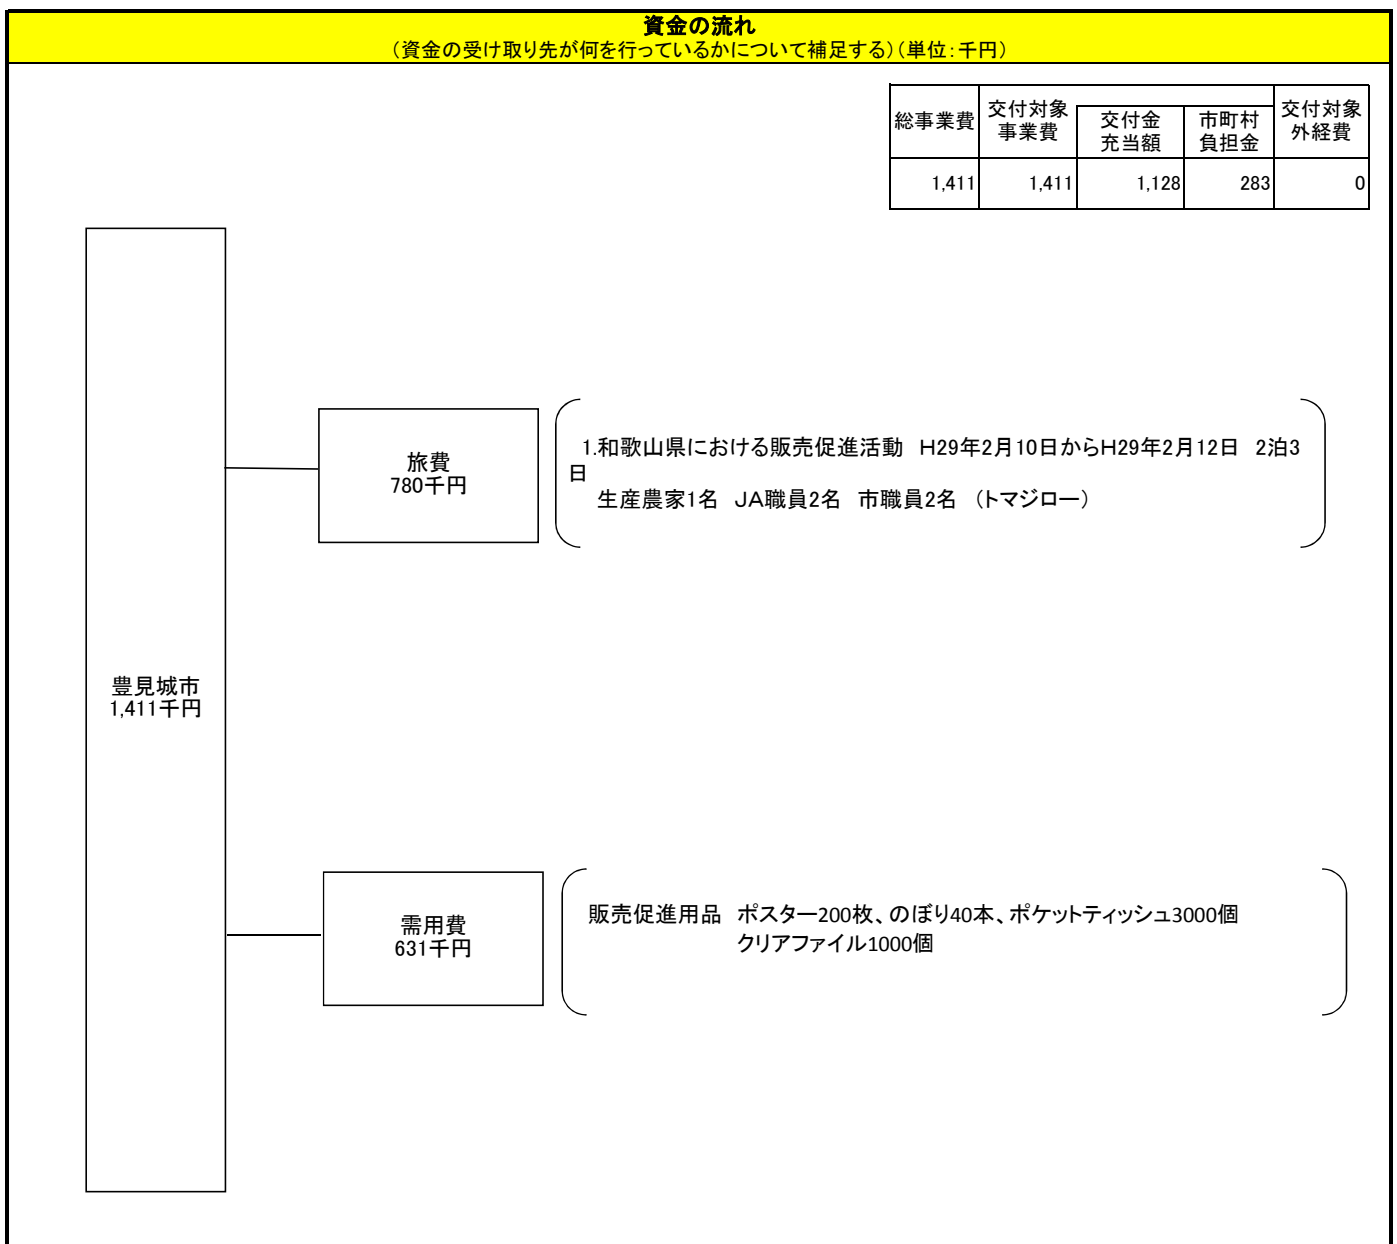 資金の流れ
（資金の受け取り先が何を行っているかについて補足する）（単位：千円）
総事業費 交付対象事業費 交付金充当額 市町村負担金 交付対象外経費
1,411 1,411 1,128 283 0
旅費
780千円
1.和歌山県における販売促進活動　H29年2月10日からH29年2月12日　2泊3
日
生産農家1名　JA職員2名　市職員2名　（トマジロー）
豊見城市
1,411千円
需用費
631千円
販売促進用品　ポスター200枚、のぼり40本、ポケットティッシュ3000個
クリアファイル1000個